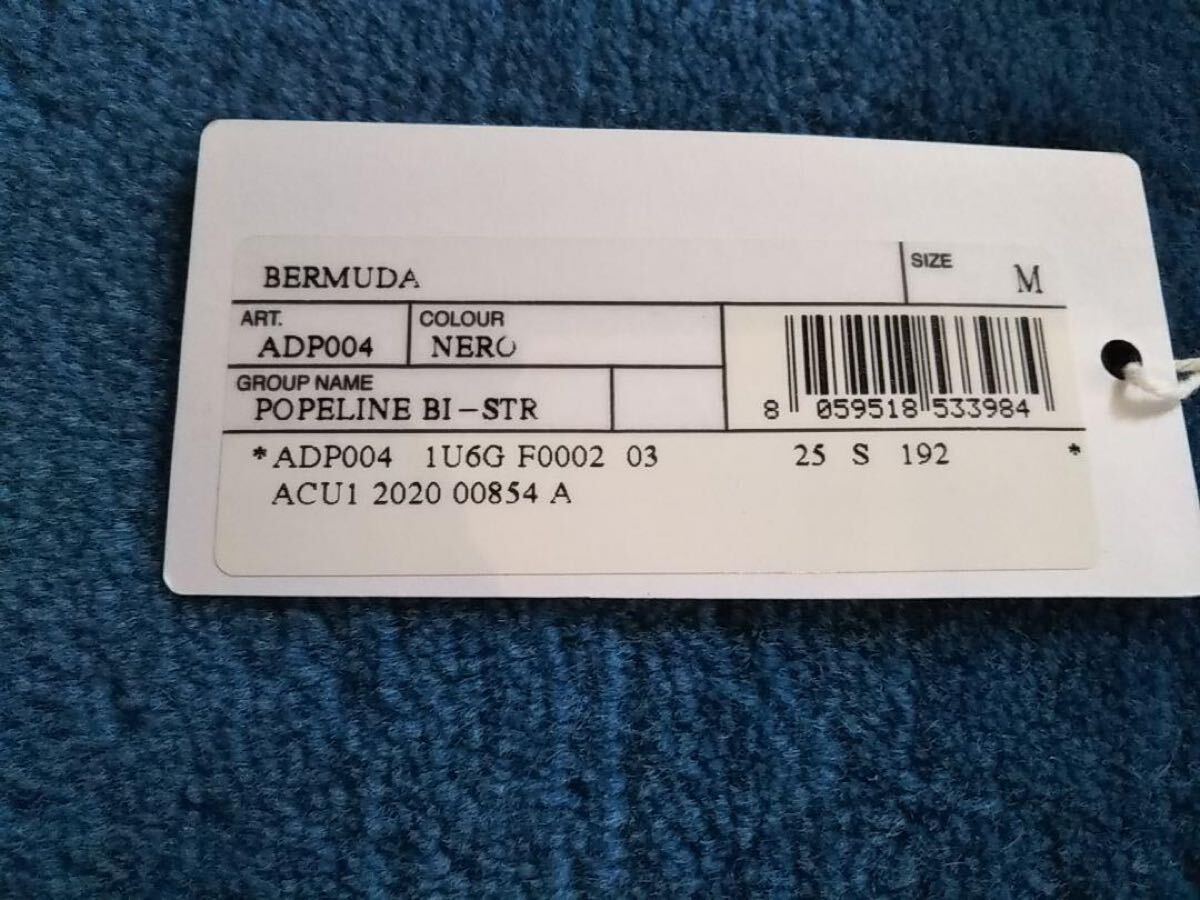 BERMUDA
SIZE M
ART. ADP004
COLOUR NERO
GROUP NAME
POPELINE BI-STR
8 059518 533984
*ADP004 1U6G F0002 03 25 S 192 *
ACU1 2020 00854 A